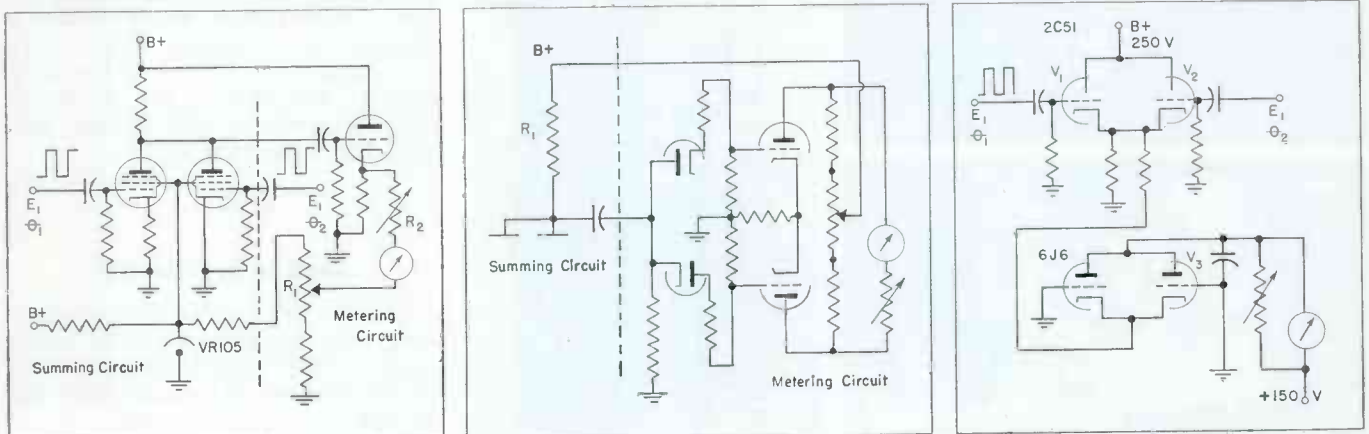 B+
E1
θ1
E1
θ2
R2
R1
B+
VR105
Summing Circuit
Metering
Circuit
B+
R1
Summing Circuit
Metering Circuit
2C51
B+
250 V
V1
V2
E1
θ1
E1
θ2
6J6
V3
+150 V